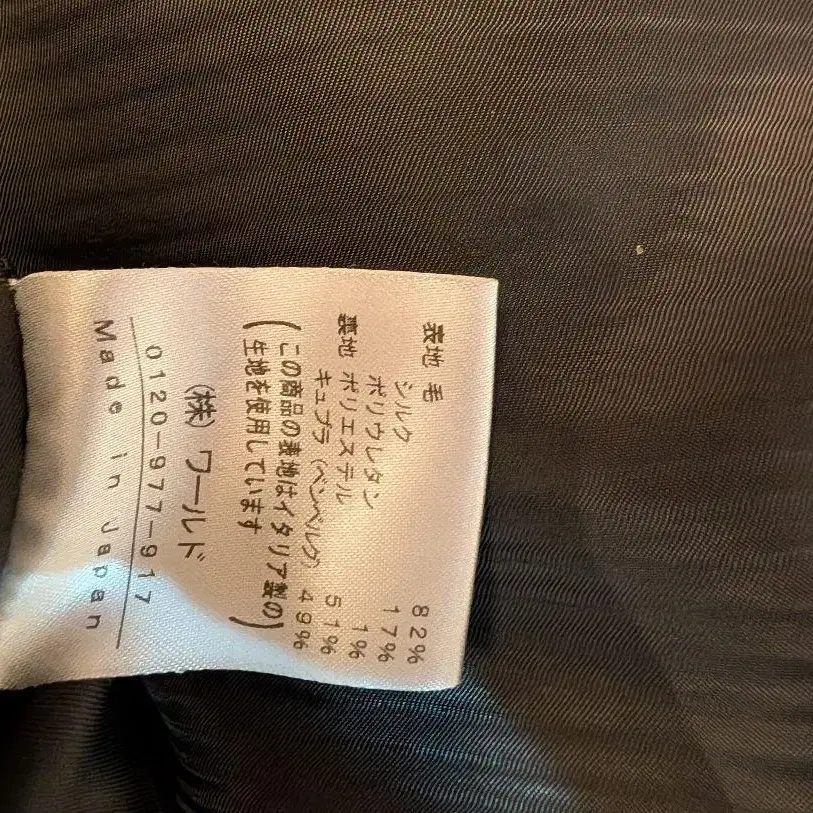 表地 毛 82%
シルク 17%
ポリウレタン 1%
裏地 ポリエステル 51%
キュプラ (ベンベルグ) 49%
(この商品の表地はイタリア製の
生地を使用しています)
(株) ワールド
0120-977-917
Made in Japan